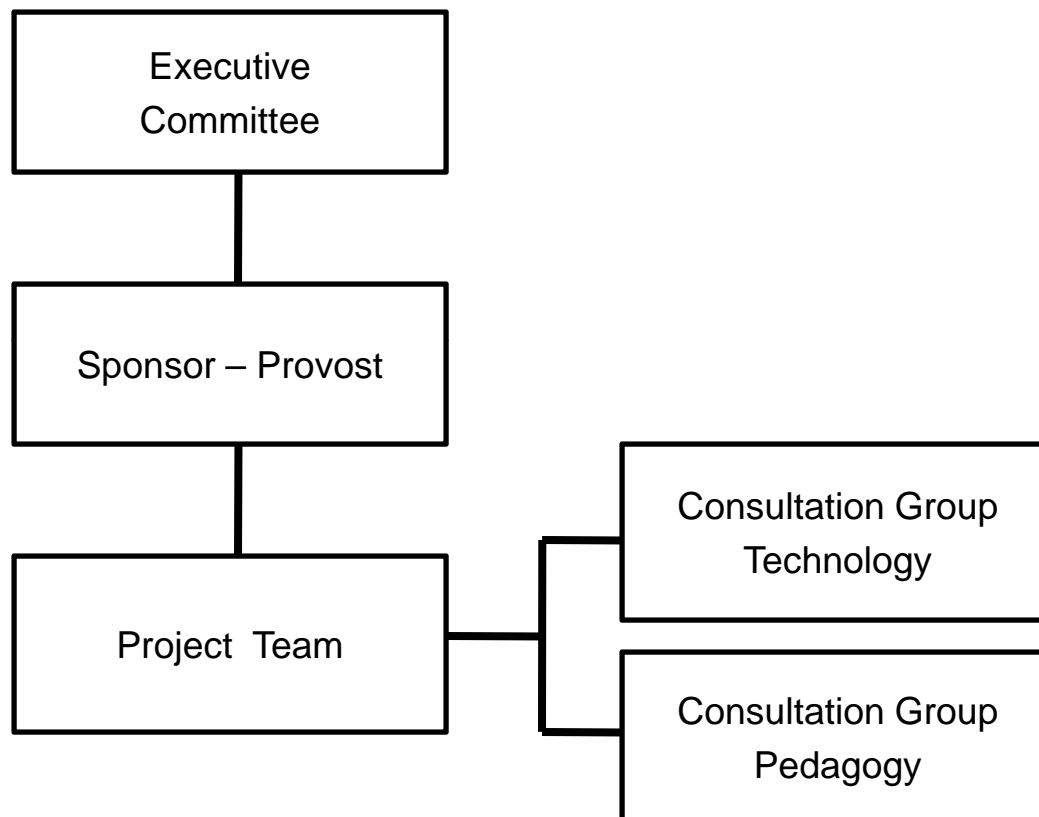 Executive
Committee
Sponsor – Provost
Project Team
Consultation Group
Technology
Consultation Group
Pedagogy